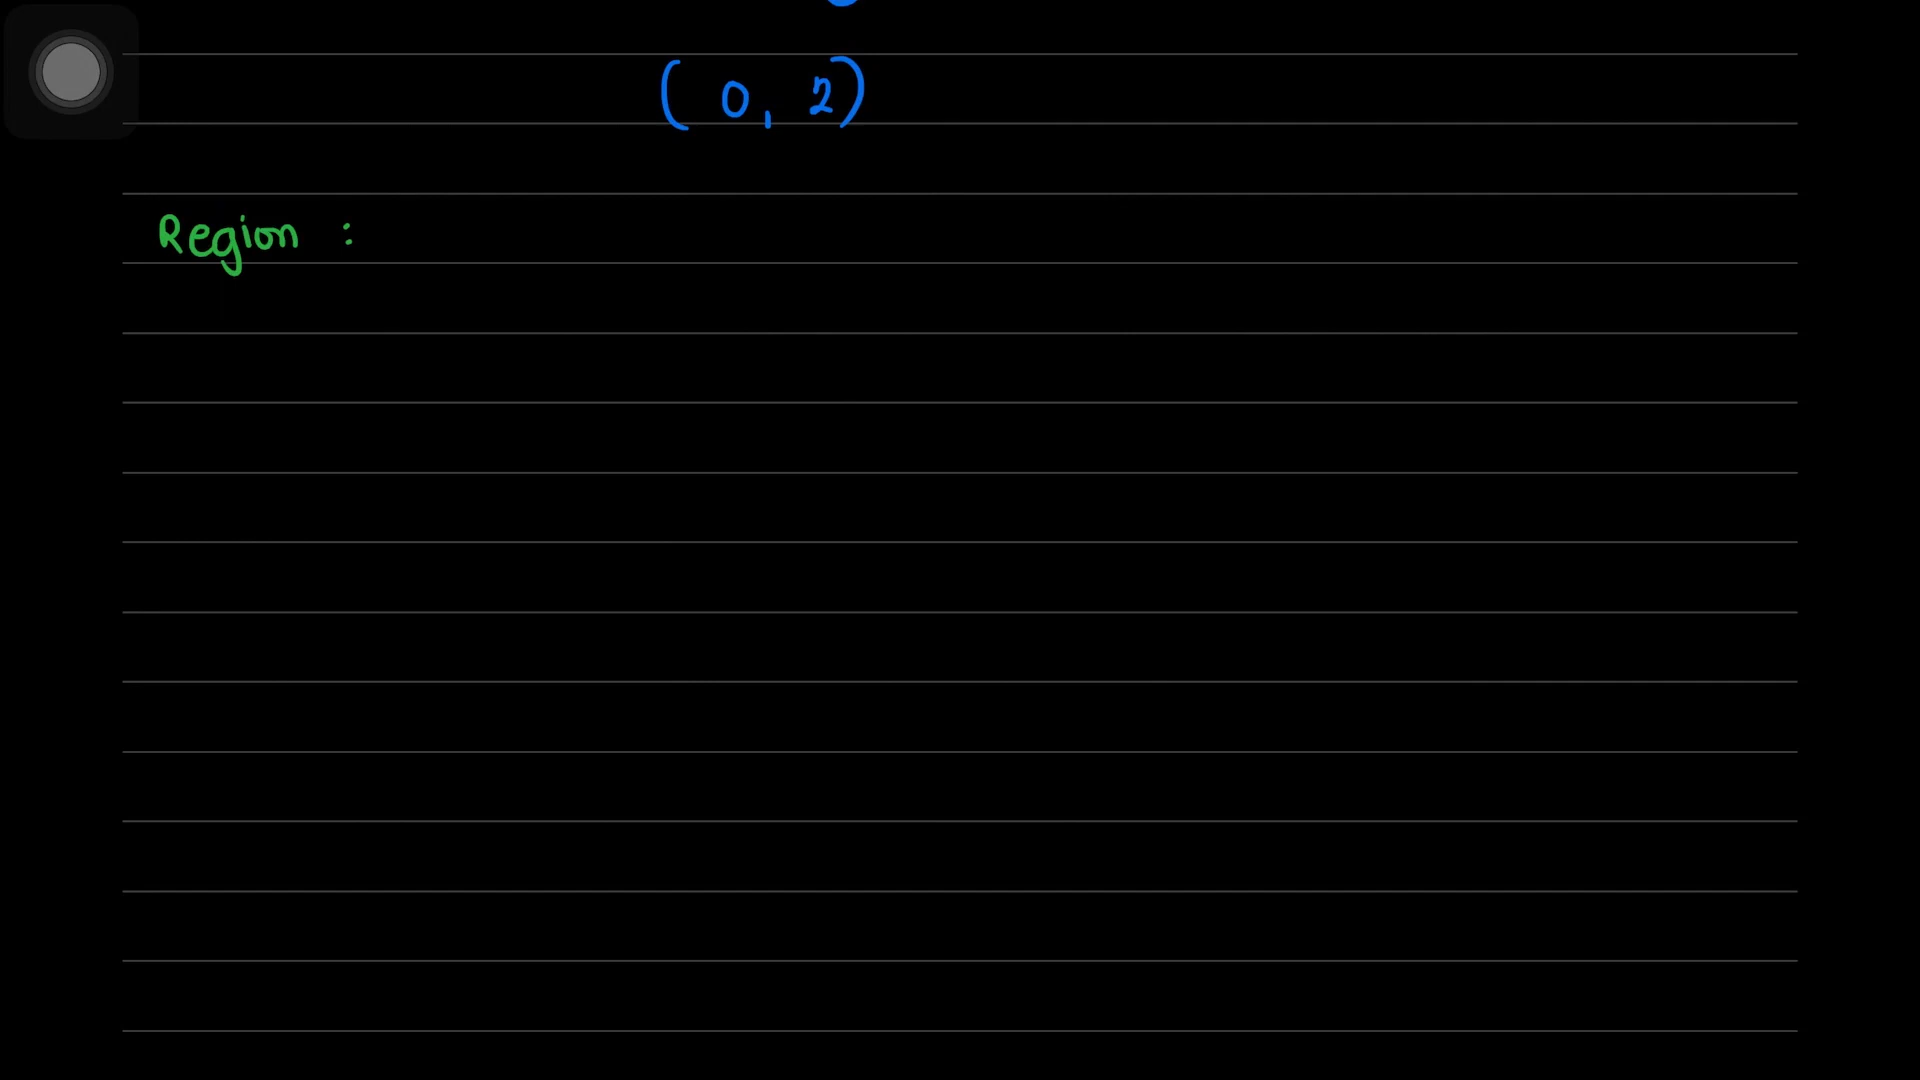 ( 0, 2)
Region :